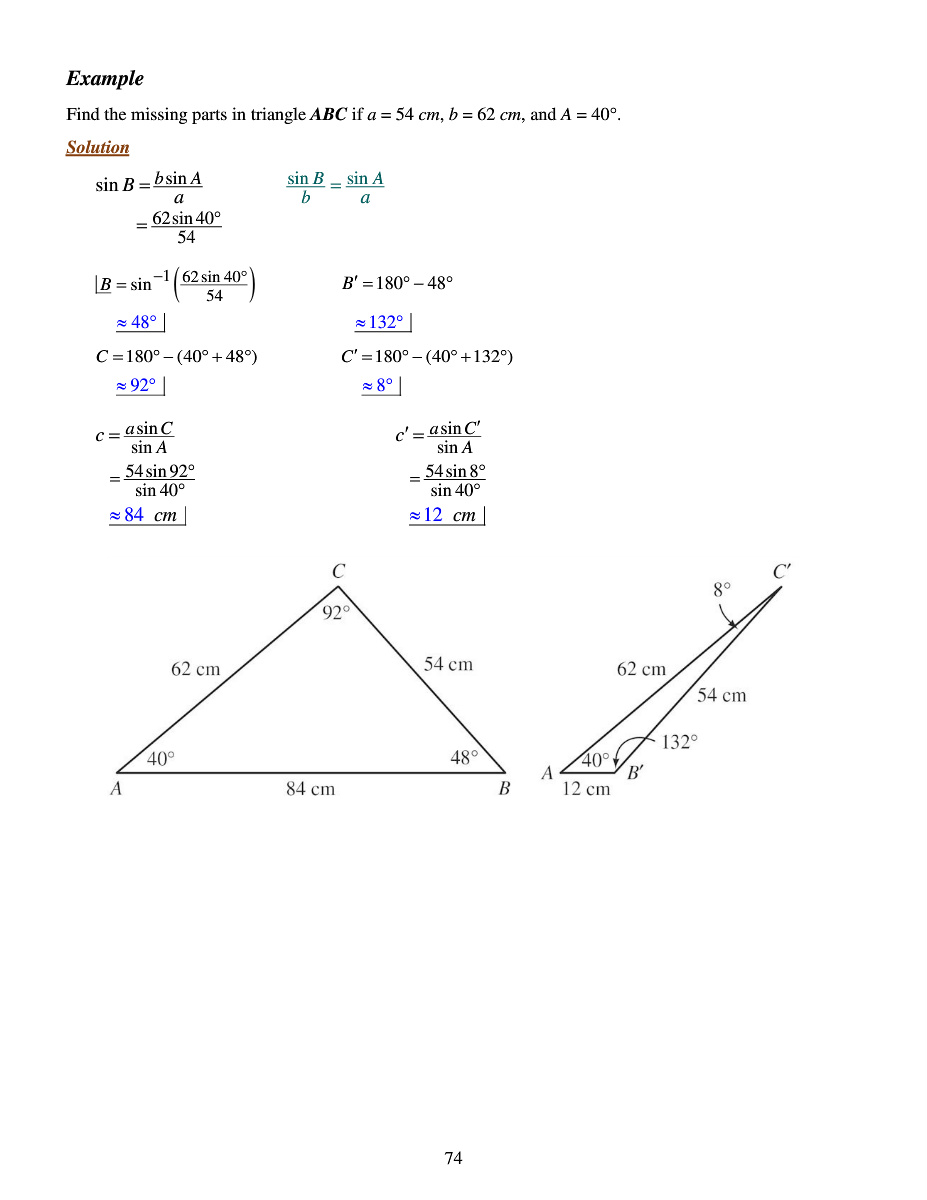 Example
Find the missing parts in triangle ABC if a = 54 cm, b = 62 cm, and A = 40°.
Solution
sin B = b sin A / a    sin B / b = sin A / a
= 62 sin 40° / 54
B = sin⁻¹(62 sin 40° / 54)    B′ = 180° − 48°
≈ 48°    ≈ 132°
C = 180° − (40° + 48°)    C′ = 180° − (40° + 132°)
≈ 92°    ≈ 8°
c = a sin C / sin A    c′ = a sin C′ / sin A
= 54 sin 92° / sin 40°    = 54 sin 8° / sin 40°
≈ 84 cm    ≈ 12 cm
C    C′
8°
92°
62 cm    54 cm    62 cm
54 cm
132°
40°    48°    40°
A    B′
A    84 cm    B    12 cm
74